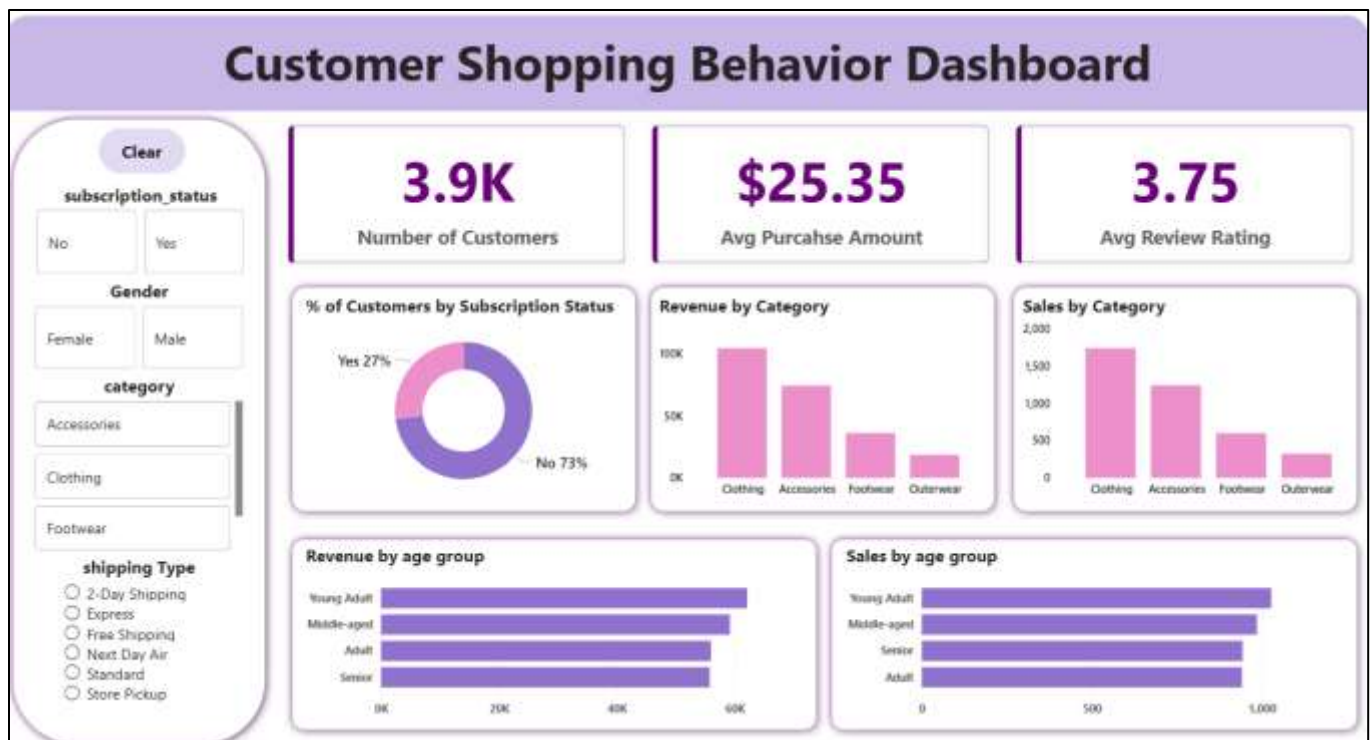 Customer Shopping Behavior Dashboard
Clear
subscription_status
No
Yes
Gender
Female
Male
category
Accessories
Clothing
Footwear
shipping Type
2-Day Shipping
Express
Free Shipping
Next Day Air
Standard
Store Pickup
3.9K
Number of Customers
$25.35
Avg Purcahse Amount
3.75
Avg Review Rating
% of Customers by Subscription Status
Yes 27%
No 73%
Revenue by Category
100K
50K
0K
Clothing Accessories Footwear Outerwear
Sales by Category
2,000
1,500
1,000
500
0
Clothing Accessories Footwear Outerwear
Revenue by age group
Young Adult
Middle-aged
Adult
Senior
0K 20K 40K 60K
Sales by age group
Young Adult
Middle-aged
Senior
Adult
0 500 1,000